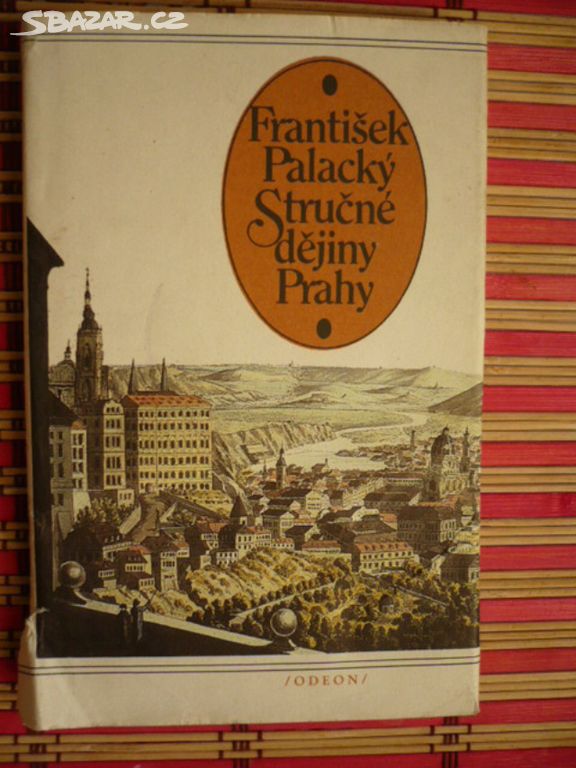 SBAZAR.CZ
František
Palacký
Stručné
dějiny
Prahy
/ODEON/